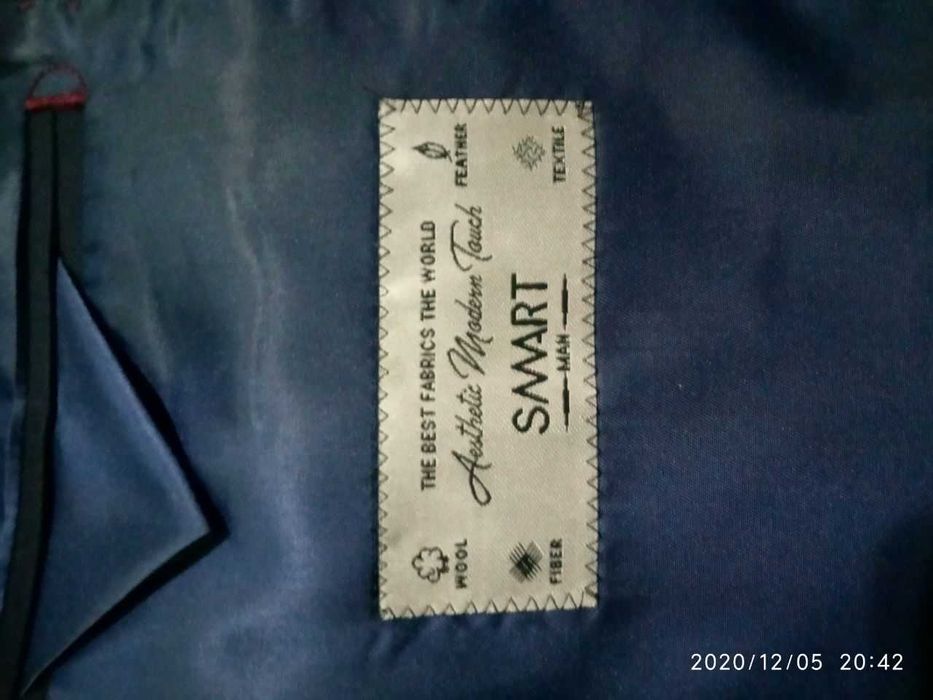 THE BEST FABRICS THE WORLD
Aesthetic Modern Touch
SMART
MAN
WOOL
FEATHER
FIBER
TEXTILE
2020/12/05 20:42